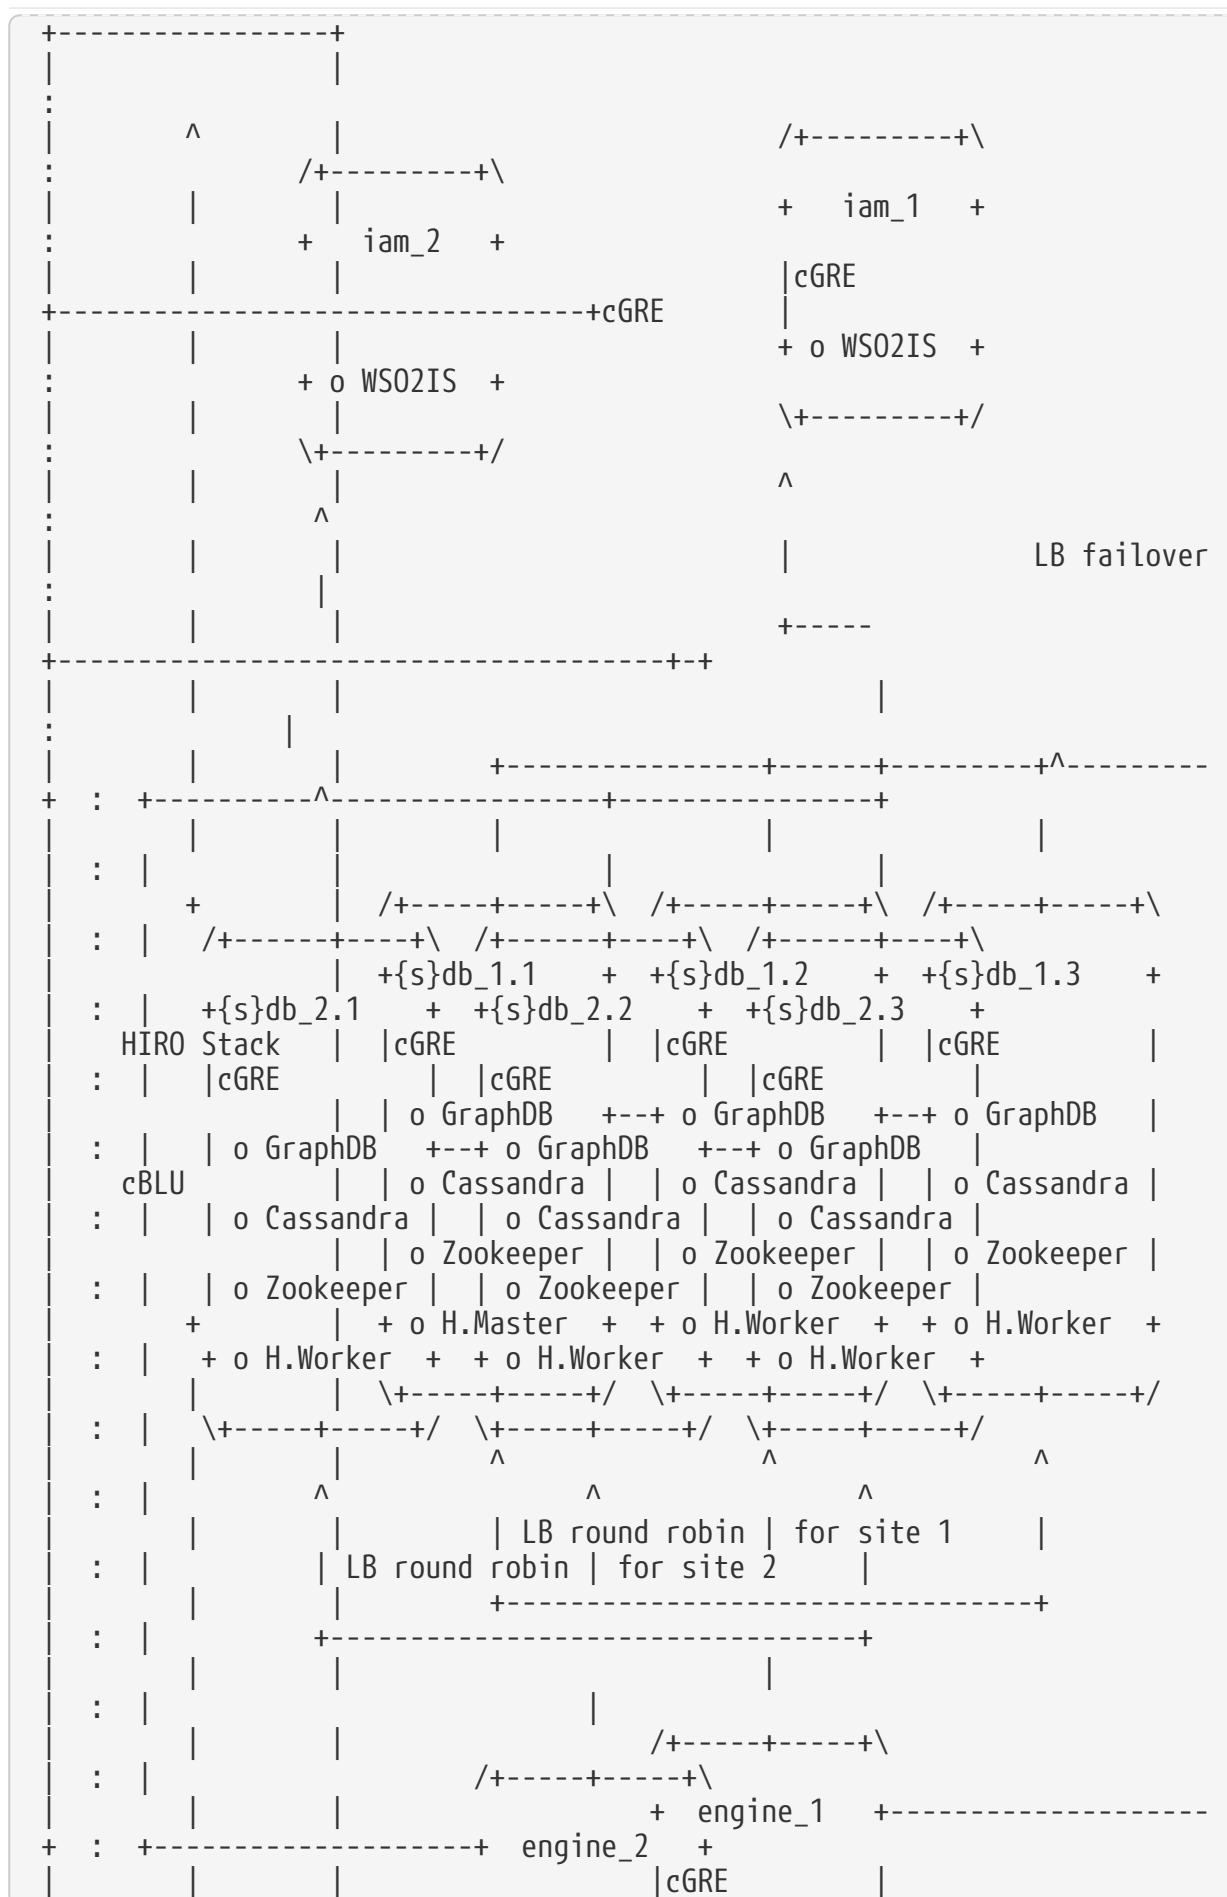 +-----------------+
|                 |
:
|        ^        |                           /+---------+\
:               /+---------+\
|        |        |                           +   iam_1   +
:               +   iam_2   +
|        |        |                           |cGRE
+---------------------------------+cGRE       |
|        |        |                           + o WSO2IS  +
:               + o WSO2IS  +
|        |        |                           \+---------+/
:               \+---------+/
|        |        |                           ^
:                ^
|        |        |                           |               LB failover
:                |
|        |        |                           +-----
+--------------------------------------+-+
|        |        |                                 |
:              |
|        |        |         +----------------+------+---------+^---------
+  :  +----------^-----------------+----------------+
|        |        |         |                |                |
|  :  |           |                |                |
|        +        |  /+-----+-----+\  /+-----+-----+\  /+-----+-----+\
|  :  |   /+------+----+\  /+------+----+\  /+------+----+\
|                 |  +{s}db_1.1    +  +{s}db_1.2    +  +{s}db_1.3    +
|  :  |   +{s}db_2.1    +  +{s}db_2.2    +  +{s}db_2.3    +
|    HIRO Stack   |  |cGRE         |  |cGRE         |  |cGRE         |
|  :  |   |cGRE         |  |cGRE         |  |cGRE         |
|                 |  | o GraphDB   +--+ o GraphDB   +--+ o GraphDB   |
|  :  |   | o GraphDB   +--+ o GraphDB   +--+ o GraphDB   |
|    cBLU         |  | o Cassandra |  | o Cassandra |  | o Cassandra |
|  :  |   | o Cassandra |  | o Cassandra |  | o Cassandra |
|                 |  | o Zookeeper |  | o Zookeeper |  | o Zookeeper |
|  :  |   | o Zookeeper |  | o Zookeeper |  | o Zookeeper |
|        +        |  + o H.Master  +  + o H.Worker  +  + o H.Worker  +
|  :  |   + o H.Worker  +  + o H.Worker  +  + o H.Worker  +
|        |        |  \+-----+-----+/  \+-----+-----+/  \+-----+-----+/
|  :  |   \+-----+-----+/  \+-----+-----+/  \+-----+-----+/
|        |        |         ^                ^                ^
|  :  |          ^                ^                ^
|        |        |         | LB round robin | for site 1     |
|  :  |          | LB round robin | for site 2     |
|        |        |         +---------------------------------+
|  :  |          +---------------------------------+
|        |        |                          |
|  :  |                           |
|        |        |                   /+-----+-----+\
|  :  |                    /+-----+-----+\
|        |        |                   +  engine_1   +--------------------
+  :  +--------------------+  engine_2   +
|        |        |                   |cGRE         |